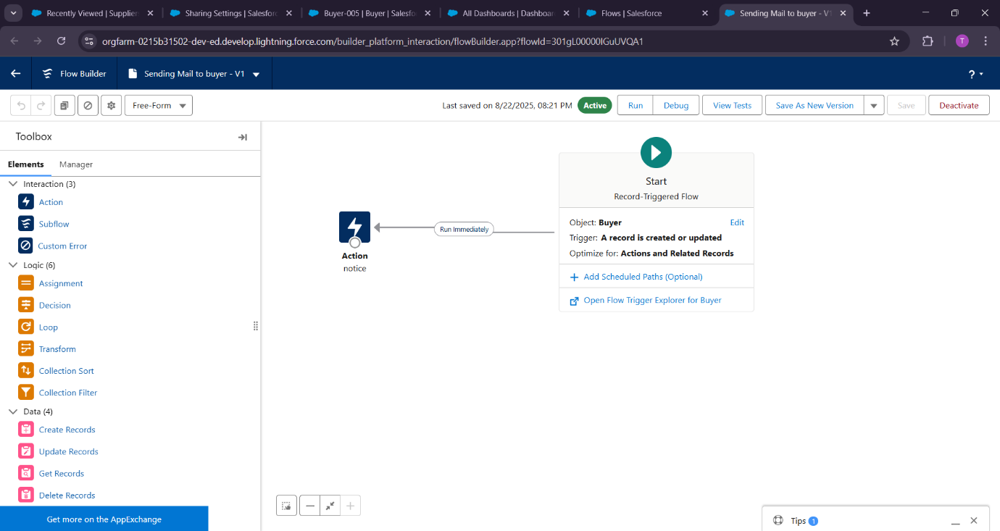 Recently Viewed | Supplier
Sharing Settings | Salesforc
Buyer-005 | Buyer | Salesfo
All Dashboards | Dashboar
Flows | Salesforce
Sending Mail to buyer - V1
orgfarm-0215b31502-dev-ed.develop.lightning.force.com/builder_platform_interaction/flowBuilder.app?flowId=301gL00000IGuUVQA1
T
Flow Builder
Sending Mail to buyer - V1
?
Free-Form
Last saved on 8/22/2025, 08:21 PM
Active
Run
Debug
View Tests
Save As New Version
Save
Deactivate
Toolbox
Elements
Manager
Interaction (3)
Action
Subflow
Custom Error
Logic (6)
Assignment
Decision
Loop
Transform
Collection Sort
Collection Filter
Data (4)
Create Records
Update Records
Get Records
Delete Records
Get more on the AppExchange
Start
Record-Triggered Flow
Object: Buyer
Edit
Trigger: A record is created or updated
Optimize for: Actions and Related Records
Add Scheduled Paths (Optional)
Open Flow Trigger Explorer for Buyer
Run Immediately
Action
notice
Tips 1